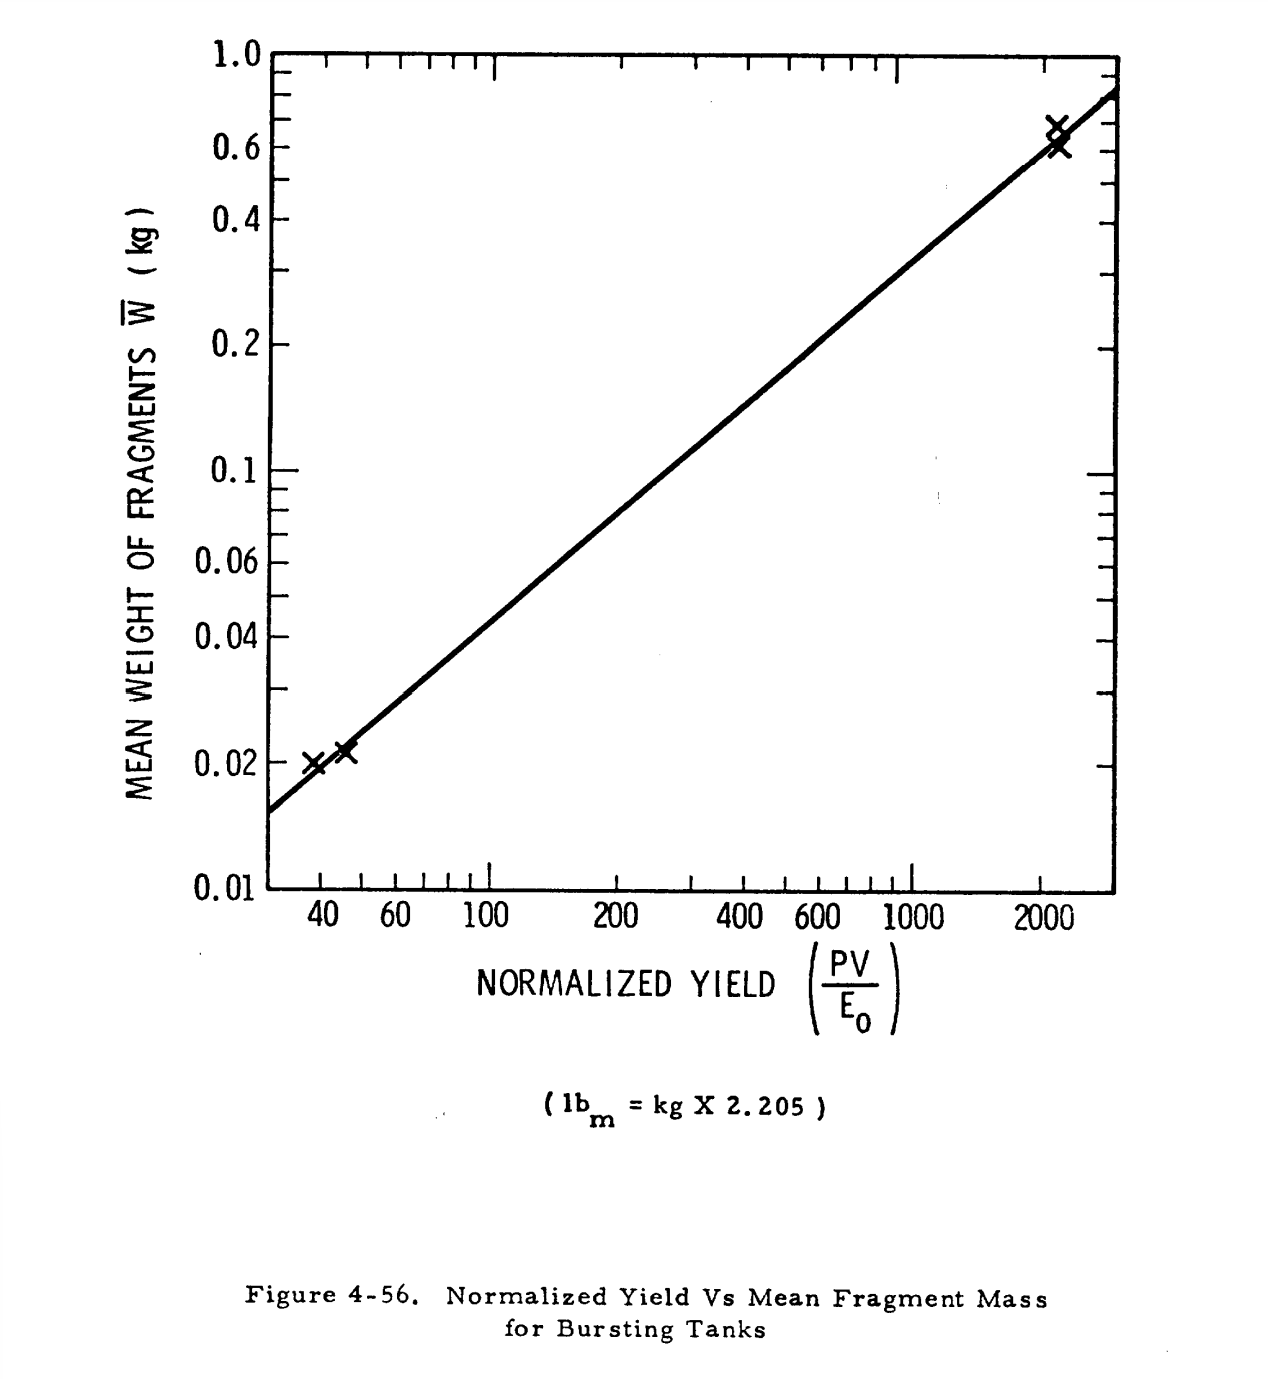 1.0
0.6
0.4
0.2
0.1
0.06
0.04
0.02
0.01
MEAN WEIGHT OF FRAGMENTS W̅ (kg)
40 60 100 200 400 600 1000 2000
NORMALIZED YIELD (PV/E₀)
(lbₘ = kg X 2.205)
Figure 4-56. Normalized Yield Vs Mean Fragment Mass
for Bursting Tanks